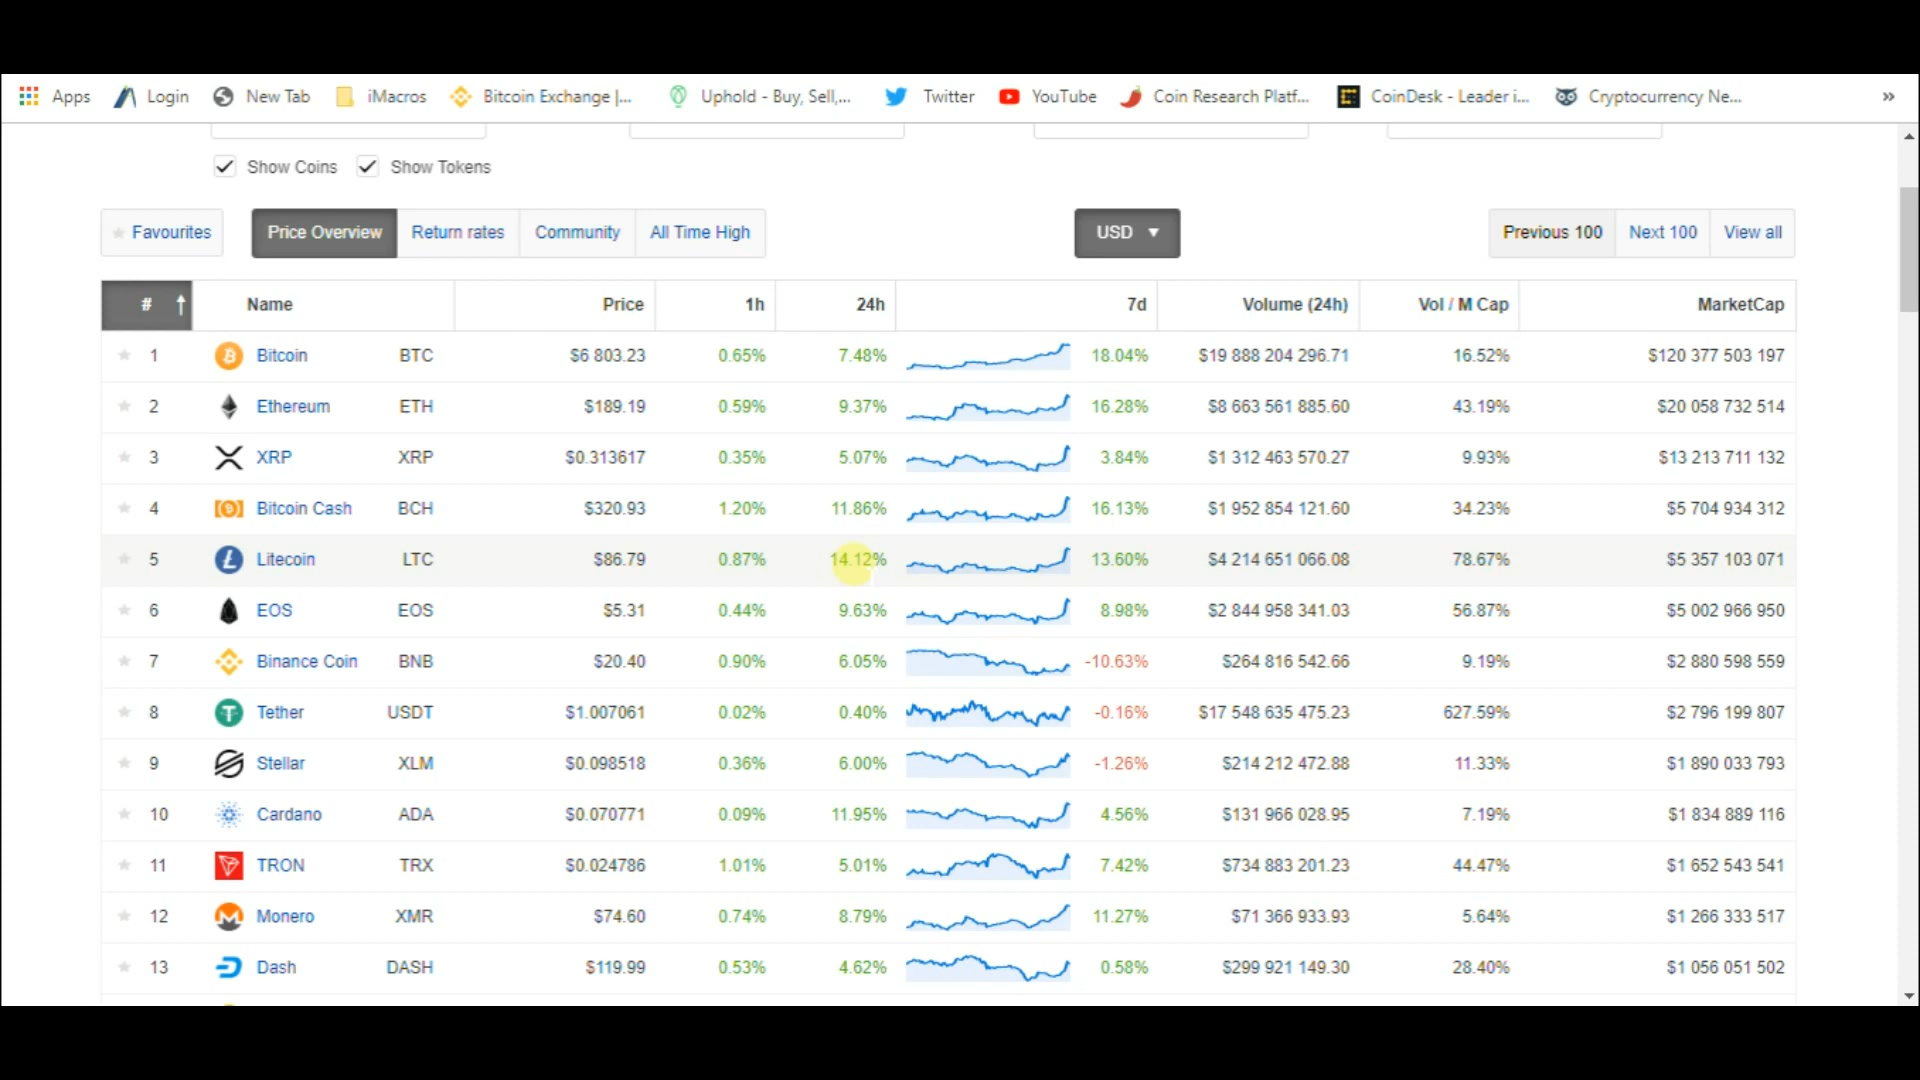 Apps Login New Tab iMacros Bitcoin Exchange |... Uphold - Buy, Sell,... Twitter YouTube Coin Research Platf... CoinDesk - Leader i... Cryptocurrency Ne... »
Show Coins Show Tokens
Favourites Price Overview Return rates Community All Time High USD Previous 100 Next 100 View all
# Name Price 1h 24h 7d Volume (24h) Vol / M Cap MarketCap
1 Bitcoin BTC $6 803.23 0.65% 7.48% 18.04% $19 888 204 296.71 16.52% $120 377 503 197
2 Ethereum ETH $189.19 0.59% 9.37% 16.28% $8 663 561 885.60 43.19% $20 058 732 514
3 XRP XRP $0.313617 0.35% 5.07% 3.84% $1 312 463 570.27 9.93% $13 213 711 132
4 Bitcoin Cash BCH $320.93 1.20% 11.86% 16.13% $1 952 854 121.60 34.23% $5 704 934 312
5 Litecoin LTC $86.79 0.87% 14.12% 13.60% $4 214 651 066.08 78.67% $5 357 103 071
6 EOS EOS $5.31 0.44% 9.63% 8.98% $2 844 958 341.03 56.87% $5 002 966 950
7 Binance Coin BNB $20.40 0.90% 6.05% -10.63% $264 816 542.66 9.19% $2 880 598 559
8 Tether USDT $1.007061 0.02% 0.40% -0.16% $17 548 635 475.23 627.59% $2 796 199 807
9 Stellar XLM $0.098518 0.36% 6.00% -1.26% $214 212 472.88 11.33% $1 890 033 793
10 Cardano ADA $0.070771 0.09% 11.95% 4.56% $131 966 028.95 7.19% $1 834 889 116
11 TRON TRX $0.024786 1.01% 5.01% 7.42% $734 883 201.23 44.47% $1 652 543 541
12 Monero XMR $74.60 0.74% 8.79% 11.27% $71 366 933.93 5.64% $1 266 333 517
13 Dash DASH $119.99 0.53% 4.62% 0.58% $299 921 149.30 28.40% $1 056 051 502